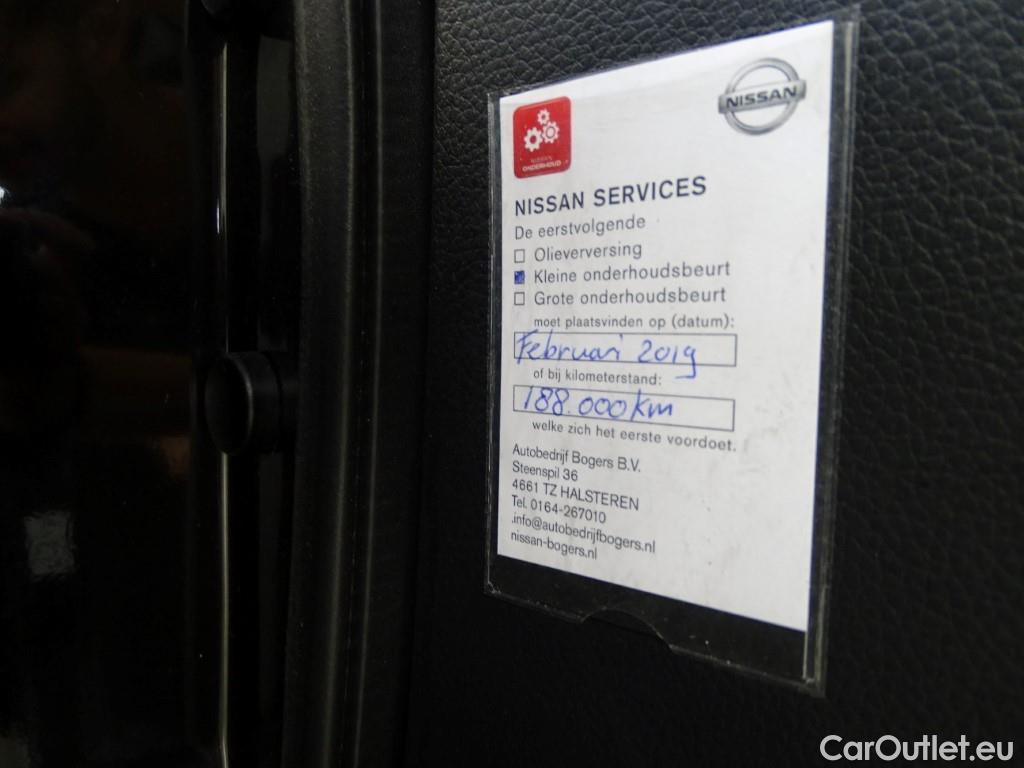 NISSAN
NISSAN
ONDERHOUD
NISSAN SERVICES
De eerstvolgende
Olieverversing
Kleine onderhoudsbeurt
Grote onderhoudsbeurt
moet plaatsvinden op (datum):
Februari 2019
of bij kilometerstand:
188.000km
welke zich het eerste voordoet.
Autobedrijf Bogers B.V.
Steenspil 36
4661 TZ HALSTEREN
Tel. 0164-267010
.info@autobedrijfbogers.nl
nissan-bogers.nl
CarOutlet.eu